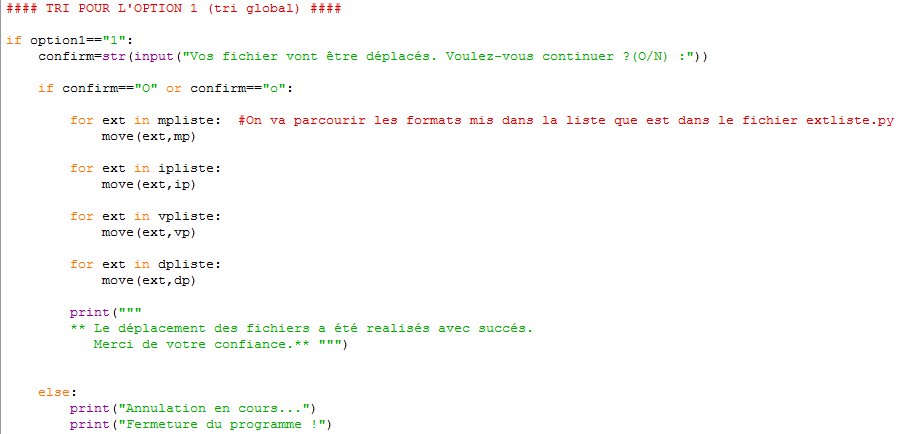 #### TRI POUR L'OPTION 1 (tri global) ####
if option1=="1":
confirm=str(input("Vos fichier vont être déplacés. Voulez-vous continuer ?(O/N) :"))
if confirm=="O" or confirm=="o":
for ext in mpliste:  #On va parcourir les formats mis dans la liste que est dans le fichier extliste.py
move(ext,mp)
for ext in ipliste:
move(ext,ip)
for ext in vpliste:
move(ext,vp)
for ext in dpliste:
move(ext,dp)
print("""
** Le déplacement des fichiers a été realisés avec succés.
Merci de votre confiance.** """)
else:
print("Annulation en cours...")
print("Fermeture du programme !")